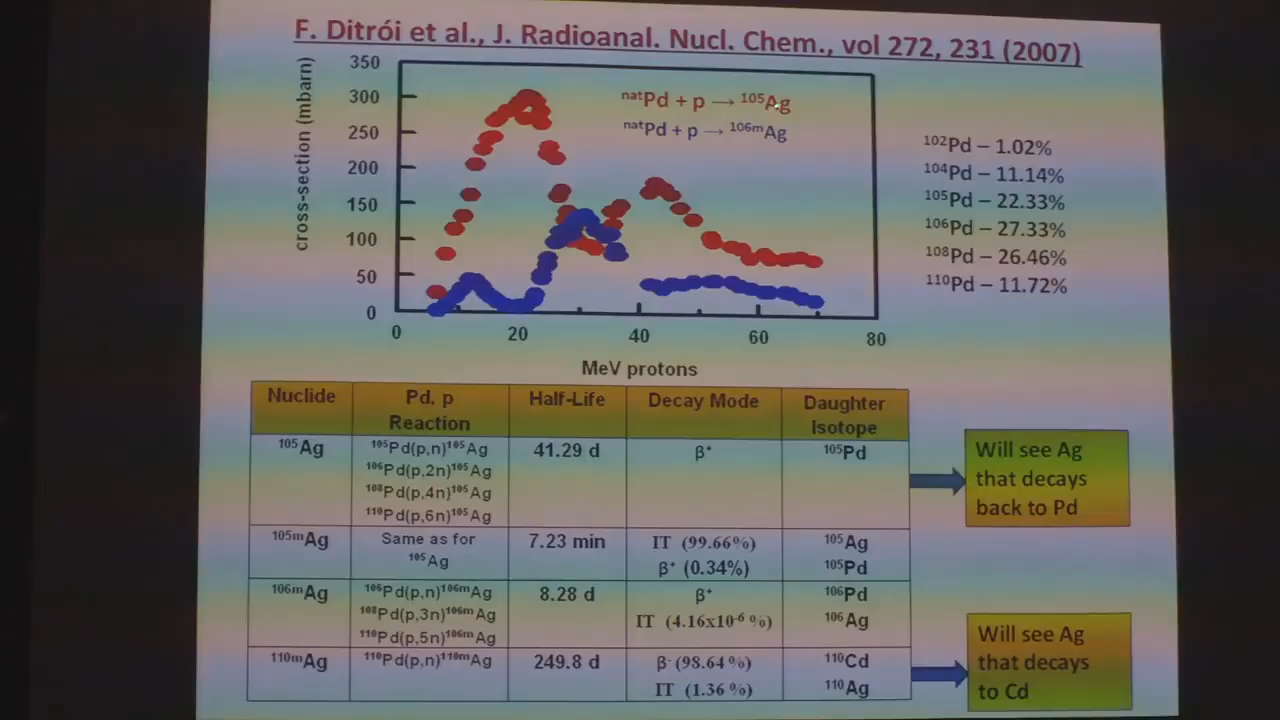 F. Ditrói et al., J. Radioanal. Nucl. Chem., vol 272, 231 (2007)
cross-section (mbarn)
350
300
250
200
150
100
50
0
0 20 40 60 80
MeV protons
ⁿᵃᵗPd + p → ¹⁰⁵Ag
ⁿᵃᵗPd + p → ¹⁰⁶ᵐAg
¹⁰²Pd – 1.02%
¹⁰⁴Pd – 11.14%
¹⁰⁵Pd – 22.33%
¹⁰⁶Pd – 27.33%
¹⁰⁸Pd – 26.46%
¹¹⁰Pd – 11.72%
Nuclide Pd, p Half-Life Decay Mode Daughter
Reaction Isotope
¹⁰⁵Ag ¹⁰⁵Pd(p,n)¹⁰⁵Ag 41.29 d β⁺ ¹⁰⁵Pd
¹⁰⁶Pd(p,2n)¹⁰⁵Ag
¹⁰⁸Pd(p,4n)¹⁰⁵Ag
¹¹⁰Pd(p,6n)¹⁰⁵Ag
¹⁰⁵ᵐAg Same as for 7.23 min IT (99.66%) ¹⁰⁵Ag
¹⁰⁵Ag β⁺ (0.34%) ¹⁰⁵Pd
¹⁰⁶ᵐAg ¹⁰⁶Pd(p,n)¹⁰⁶ᵐAg 8.28 d β⁺ ¹⁰⁶Pd
¹⁰⁸Pd(p,3n)¹⁰⁶ᵐAg IT (4.16x10⁻⁶ %) ¹⁰⁶Ag
¹¹⁰Pd(p,5n)¹⁰⁶ᵐAg
¹¹⁰ᵐAg ¹¹⁰Pd(p,n)¹¹⁰ᵐAg 249.8 d β⁻ (98.64%) ¹¹⁰Cd
IT (1.36 %) ¹¹⁰Ag
Will see Ag
that decays
back to Pd
Will see Ag
that decays
to Cd